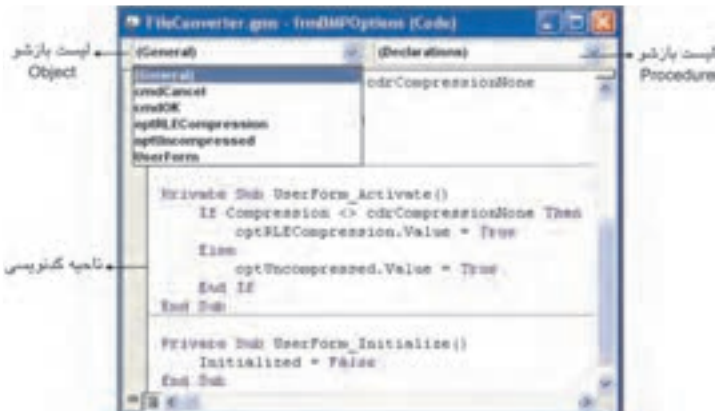 FileConverter.gms - frmBMPOptions (Code)
لیست بازشو
Object
(General)
(Declarations)
لیست بازشو
Procedure
(General)
cmdCancel
cmdOK
optRLECompression
optUncompressed
UserForm
cdrCompressionNone
Private Sub UserForm_Activate()
If Compression <> cdrCompressionNone Then
optRLECompression.Value = True
Else
optUncompressed.Value = True
End If
End Sub
ناحیه کدنویسی
Private Sub UserForm_Initialize()
Initialized = False
End Sub